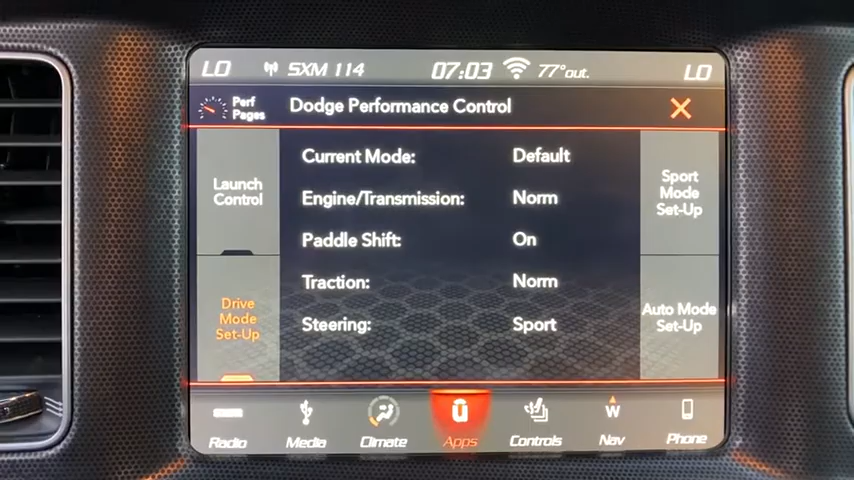 LO SXM 114 07:03 77°out. LO
Perf
Pages
Dodge Performance Control
Launch
Control
Drive
Mode
Set-Up
Current Mode: Default
Engine/Transmission: Norm
Paddle Shift: On
Traction: Norm
Steering: Sport
Sport
Mode
Set-Up
Auto Mode
Set-Up
Radio Media Climate Apps Controls W Nav Phone